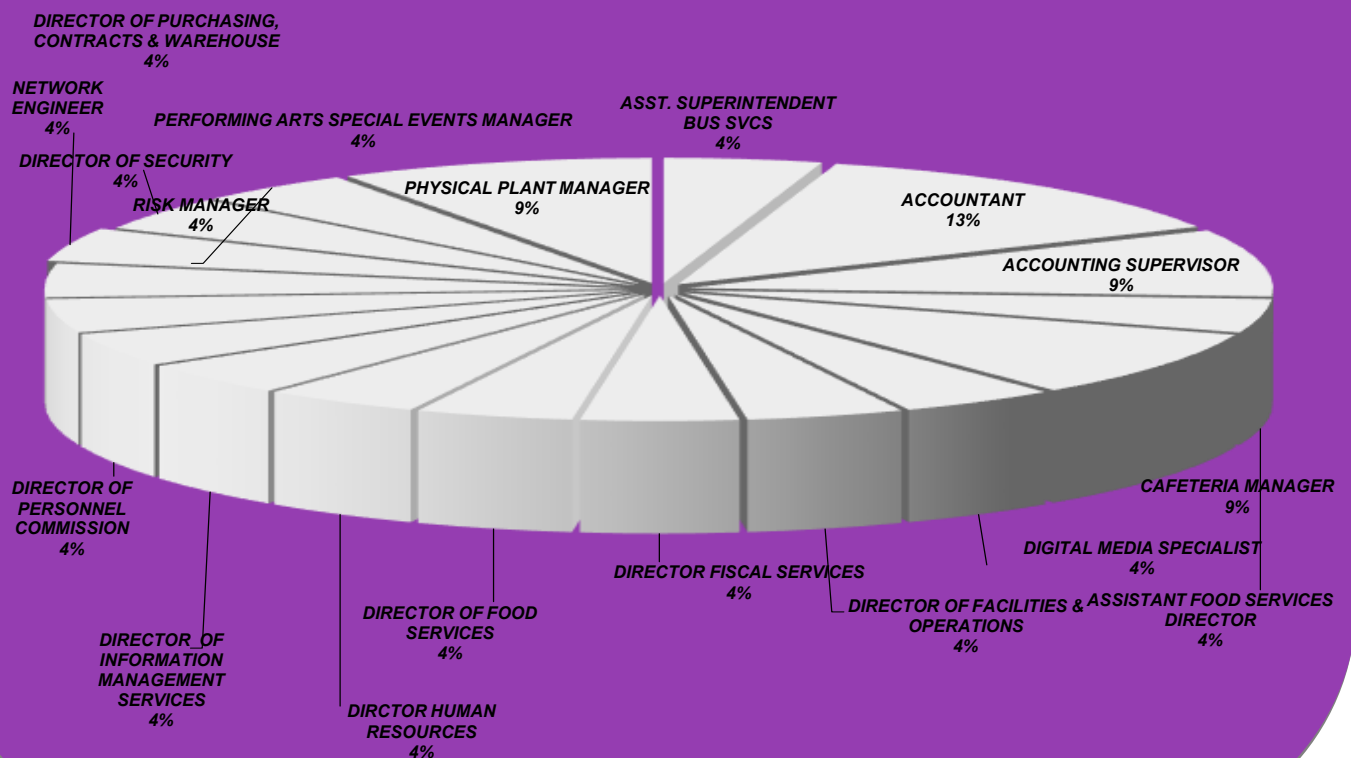 DIRECTOR OF PURCHASING,
CONTRACTS & WAREHOUSE
4%
NETWORK
ENGINEER
4%
PERFORMING ARTS SPECIAL EVENTS MANAGER
4%
ASST. SUPERINTENDENT
BUS SVCS
4%
DIRECTOR OF SECURITY
4%
RISK MANAGER
4%
PHYSICAL PLANT MANAGER
9%
ACCOUNTANT
13%
ACCOUNTING SUPERVISOR
9%
CAFETERIA MANAGER
9%
DIGITAL MEDIA SPECIALIST
4%
ASSISTANT FOOD SERVICES
DIRECTOR
4%
DIRECTOR OF FACILITIES &
OPERATIONS
4%
DIRECTOR FISCAL SERVICES
4%
DIRECTOR OF FOOD
SERVICES
4%
DIRCTOR HUMAN
RESOURCES
4%
DIRECTOR OF
INFORMATION
MANAGEMENT
SERVICES
4%
DIRECTOR OF
PERSONNEL
COMMISSION
4%